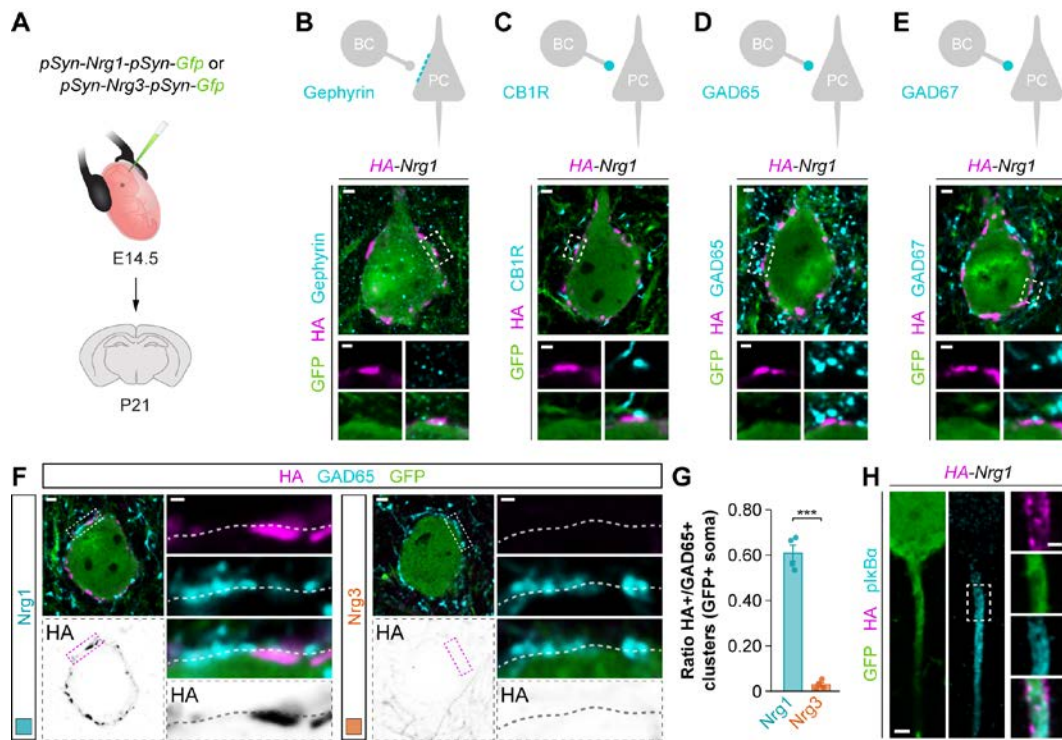 A
pSyn-Nrg1-pSyn-Gfp or
pSyn-Nrg3-pSyn-Gfp
E14.5
P21
B
BC
PC
Gephyrin
HA-Nrg1
GFP HA Gephyrin
C
BC
PC
CB1R
HA-Nrg1
GFP HA CB1R
D
BC
PC
GAD65
HA-Nrg1
GFP HA GAD65
E
BC
PC
GAD67
HA-Nrg1
GFP HA GAD67
F
HA GAD65 GFP
Nrg1
HA
HA
Nrg3
HA
HA
G
Ratio HA+/GAD65+
clusters (GFP+ soma)
0.80
0.60
0.40
0.20
0
***
Nrg1
Nrg3
H
HA-Nrg1
GFP HA pIkBα